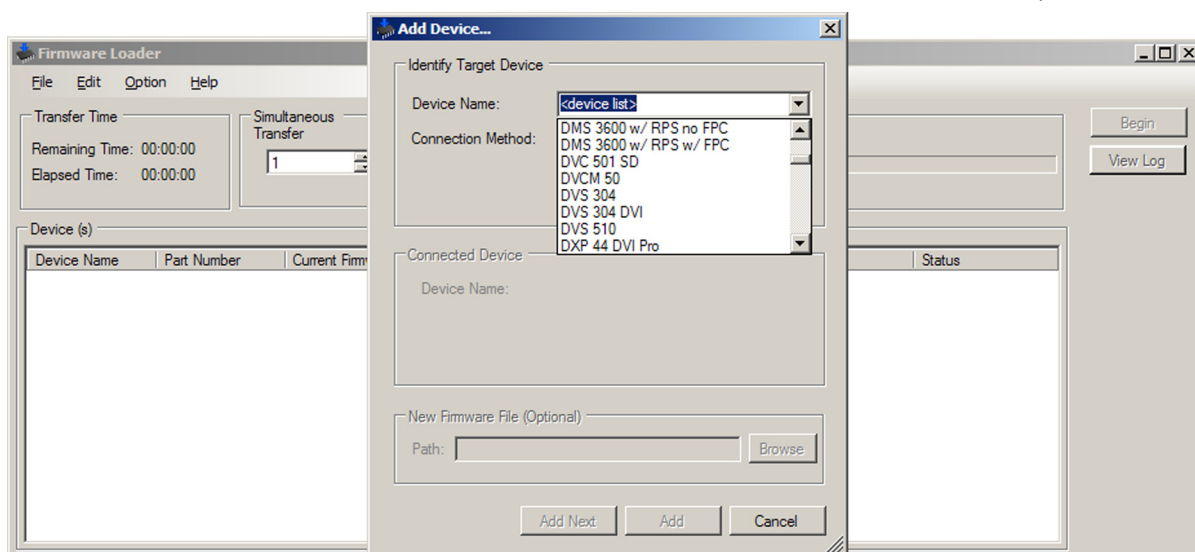 Add Device...
Firmware Loader
File Edit Option Help
Transfer Time
Remaining Time: 00:00:00
Elapsed Time: 00:00:00
Simultaneous
Transfer
1
Begin
View Log
Device (s)
Device Name Part Number Current Firm Status
Identify Target Device
Device Name: <device list>
Connection Method:
DMS 3600 w/ RPS no FPC
DMS 3600 w/ RPS w/ FPC
DVC 501 SD
DVCM 50
DVS 304
DVS 304 DVI
DVS 510
DXP 44 DVI Pro
Connected Device
Device Name:
New Firmware File (Optional)
Path: Browse
Add Next Add Cancel